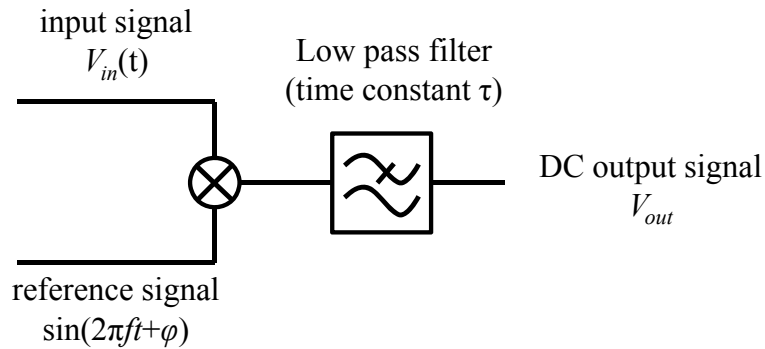 input signal
V_in(t)
Low pass filter
(time constant τ)
DC output signal
V_out
reference signal
sin(2πft+φ)